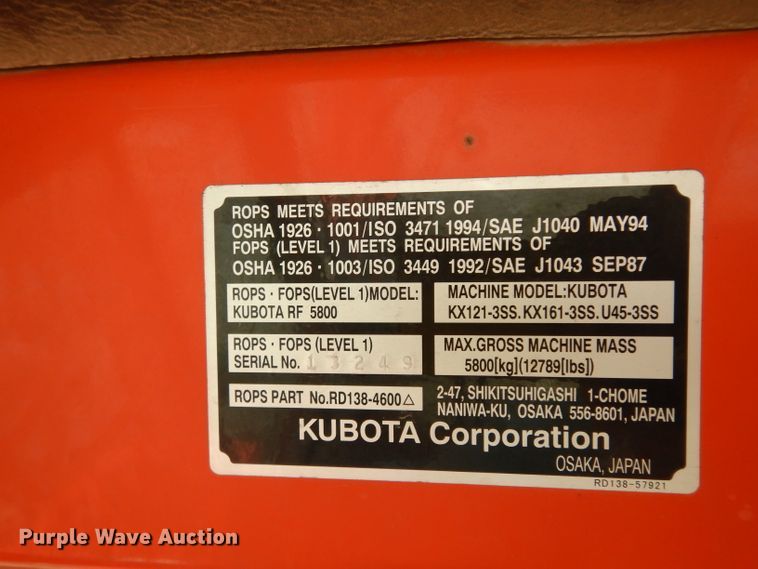 ROPS MEETS REQUIREMENTS OF
OSHA 1926・1001/ISO 3471 1994/SAE J1040 MAY94
FOPS (LEVEL 1) MEETS REQUIREMENTS OF
OSHA 1926・1003/ISO 3449 1992/SAE J1043 SEP87
ROPS・FOPS(LEVEL 1)MODEL:
KUBOTA RF 5800
MACHINE MODEL:KUBOTA
KX121-3SS.KX161-3SS.U45-3SS
ROPS・FOPS (LEVEL 1)
SERIAL No. 13249
MAX.GROSS MACHINE MASS
5800[kg](12789[lbs])
ROPS PART No.RD138-4600△
2-47, SHIKITSUHIGASHI 1-CHOME
NANIWA-KU, OSAKA 556-8601, JAPAN
KUBOTA Corporation
OSAKA, JAPAN
RD138-57921
Purple Wave Auction